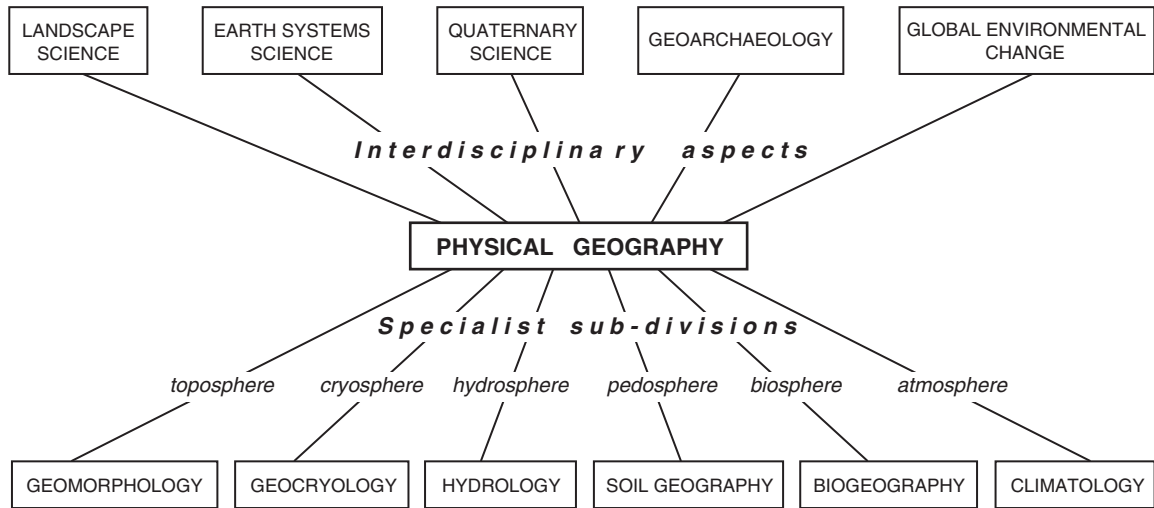 LANDSCAPE
SCIENCE
EARTH SYSTEMS
SCIENCE
QUATERNARY
SCIENCE
GEOARCHAEOLOGY
GLOBAL ENVIRONMENTAL
CHANGE
Interdisciplinary aspects
PHYSICAL GEOGRAPHY
Specialist sub-divisions
toposphere
cryosphere
hydrosphere
pedosphere
biosphere
atmosphere
GEOMORPHOLOGY
GEOCRYOLOGY
HYDROLOGY
SOIL GEOGRAPHY
BIOGEOGRAPHY
CLIMATOLOGY